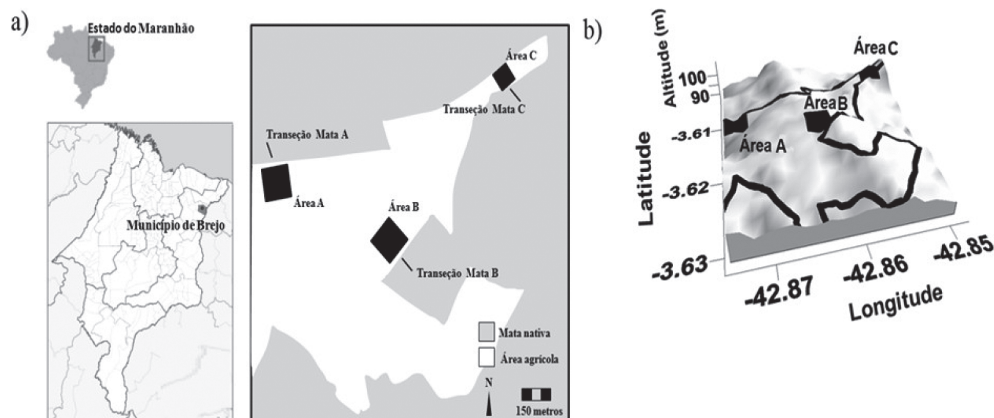 a)
Estado do Maranhão
Município de Brejo
Área C
Transeção Mata C
Transeção Mata A
Área A
Área B
Transeção Mata B
Mata nativa
Área agrícola
N
150 metros
b)
Altitude (m)
100
90
Área C
Área B
Área A
Latitude
-3.61
-3.62
-3.63
-42.87
-42.86
-42.85
Longitude